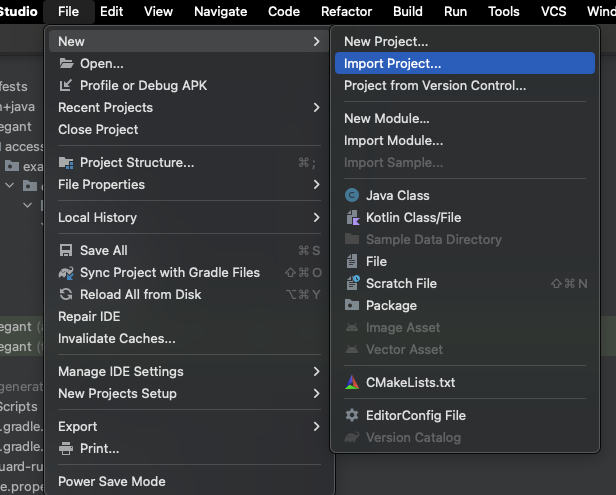 Studio File Edit View Navigate Code Refactor Build Run Tools VCS Wind
New
Open...
Profile or Debug APK
Recent Projects
Close Project
Project Structure... ⌘ ;
File Properties
Local History
Save All ⌘ S
Sync Project with Gradle Files ⇧⌘ O
Reload All from Disk ⌥⌘ Y
Repair IDE
Invalidate Caches...
Manage IDE Settings
New Projects Setup
Export
Print...
Power Save Mode
New Project...
Import Project...
Project from Version Control...
New Module...
Import Module...
Import Sample...
Java Class
Kotlin Class/File
Sample Data Directory
File
Scratch File ⇧⌘ N
Package
Image Asset
Vector Asset
CMakeLists.txt
EditorConfig File
Version Catalog
fests
n+java
egant
access
exa
egant (
egant (
generat
Scripts
.gradle.
.gradle.
uard-ru
e.prope